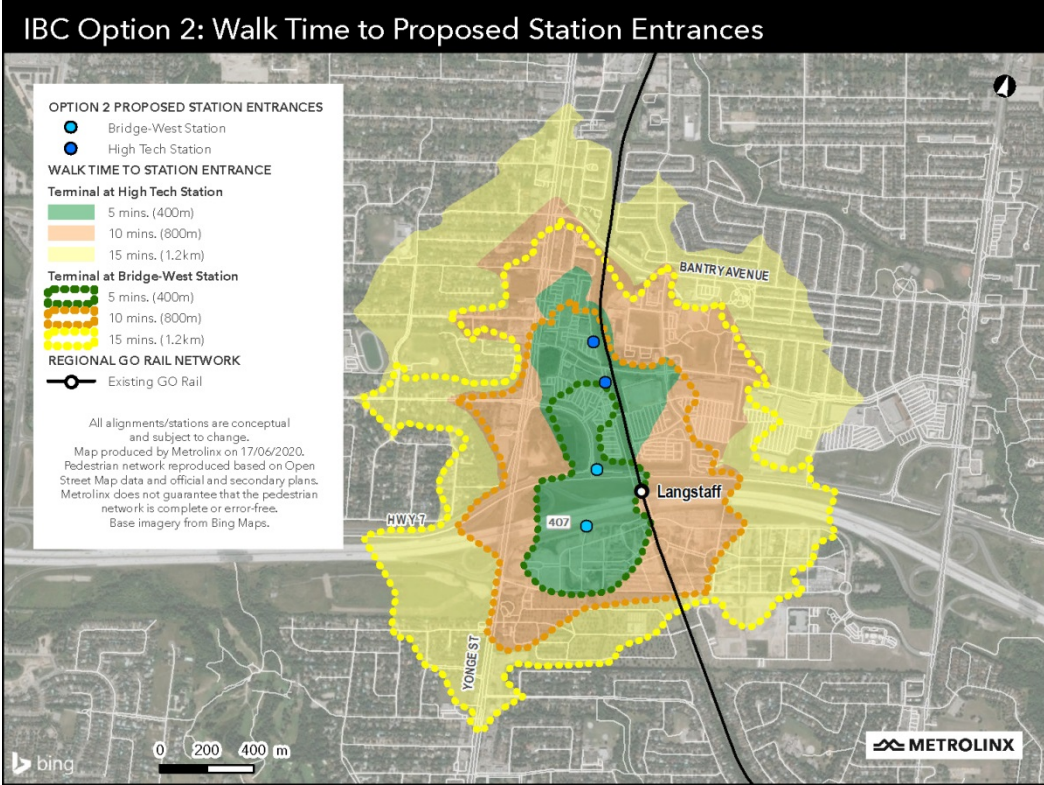 IBC Option 2: Walk Time to Proposed Station Entrances
OPTION 2 PROPOSED STATION ENTRANCES
Bridge-West Station
High Tech Station
WALK TIME TO STATION ENTRANCE
Terminal at High Tech Station
5 mins. (400m)
10 mins. (800m)
15 mins. (1.2km)
Terminal at Bridge-West Station
5 mins. (400m)
10 mins. (800m)
15 mins. (1.2km)
REGIONAL GO RAIL NETWORK
Existing GO Rail
All alignments/stations are conceptual
and subject to change.
Map produced by Metrolinx on 17/06/2020.
Pedestrian network reproduced based on Open
Street Map data and official and secondary plans.
Metrolinx does not guarantee that the pedestrian
network is complete or error-free.
Base imagery from Bing Maps.
BANTRY AVENUE
Langstaff
HWY 7
407
YONGE ST
0 200 400 m
bing
METROLINX